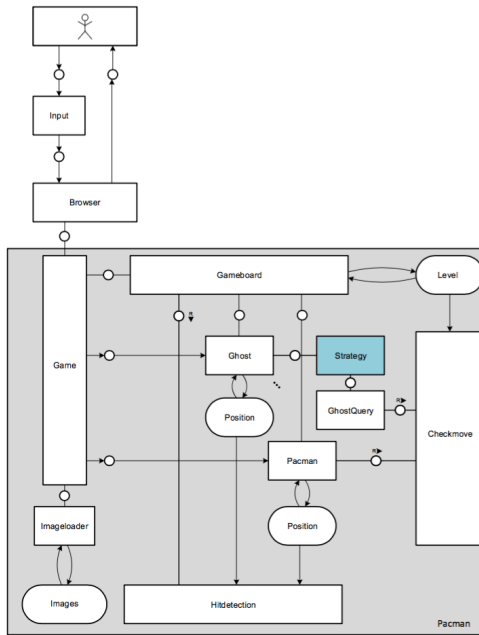 Input
Browser
Gameboard
Level
R
Game
Ghost
Strategy
...
Position
GhostQuery
R
Checkmove
Pacman
R
Imageloader
Position
Images
Hitdetection
Pacman